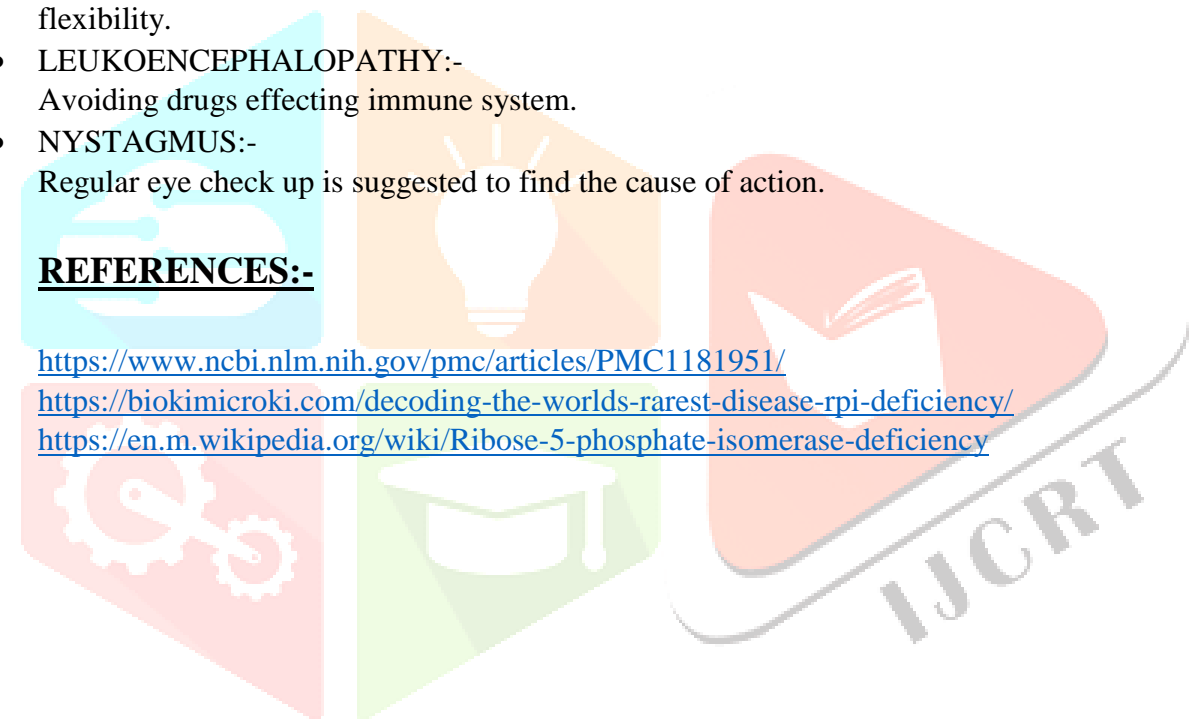 flexibility.
• LEUKOENCEPHALOPATHY:-
Avoiding drugs effecting immune system.
• NYSTAGMUS:-
Regular eye check up is suggested to find the cause of action.
REFERENCES:-
https://www.ncbi.nlm.nih.gov/pmc/articles/PMC1181951/
https://biokimicroki.com/decoding-the-worlds-rarest-disease-rpi-deficiency/
https://en.m.wikipedia.org/wiki/Ribose-5-phosphate-isomerase-deficiency
IJCRT